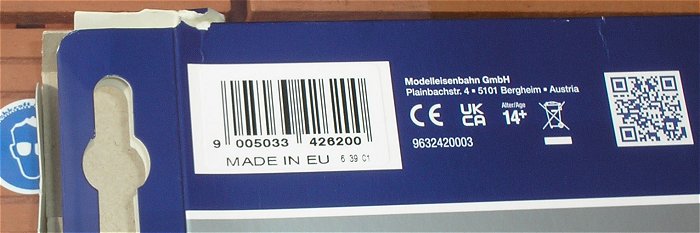 9 005033 426200
MADE IN EU 6 39 C1
Modelleisenbahn GmbH
Plainbachstr. 4 • 5101 Bergheim • Austria
CE UK CA Alter/Age 14+
9632420003